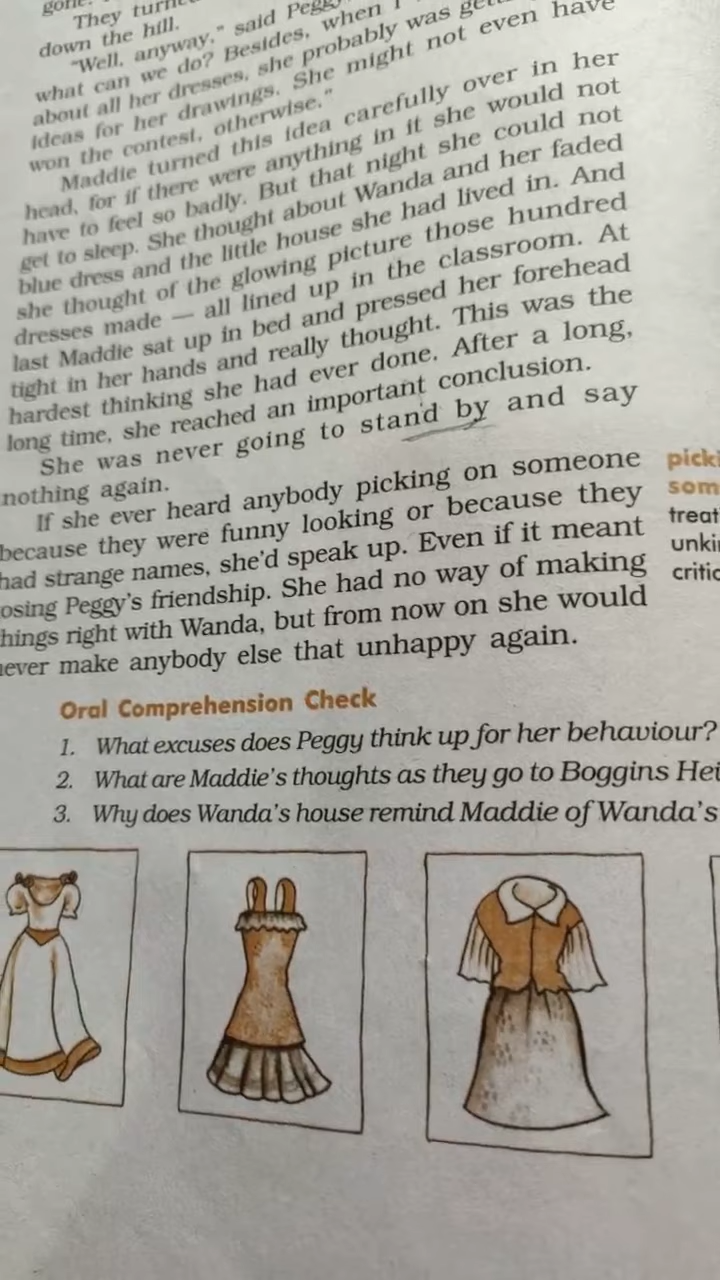 They
down the hill.
"Well, anyway," said Peggy
what can we do? Besides, when I
about all her dresses, she probably was
ideas for her drawings. She might not even have
won the contest, otherwise."
Maddie turned this idea carefully over in her
head, for if there were anything in it she would not
have to feel so badly. But that night she could not
get to sleep. She thought about Wanda and her faded
blue dress and the little house she had lived in. And
she thought of the glowing picture those hundred
dresses made — all lined up in the classroom. At
last Maddie sat up in bed and pressed her forehead
tight in her hands and really thought. This was the
hardest thinking she had ever done. After a long,
long time, she reached an important conclusion.
She was never going to stand by and say
nothing again.
If she ever heard anybody picking on someone
because they were funny looking or because they
had strange names, she'd speak up. Even if it meant
osing Peggy's friendship. She had no way of making
hings right with Wanda, but from now on she would
never make anybody else that unhappy again.
picki
som
treat
unki
critic
Oral Comprehension Check
1. What excuses does Peggy think up for her behaviour?
2. What are Maddie's thoughts as they go to Boggins Hei
3. Why does Wanda's house remind Maddie of Wanda's